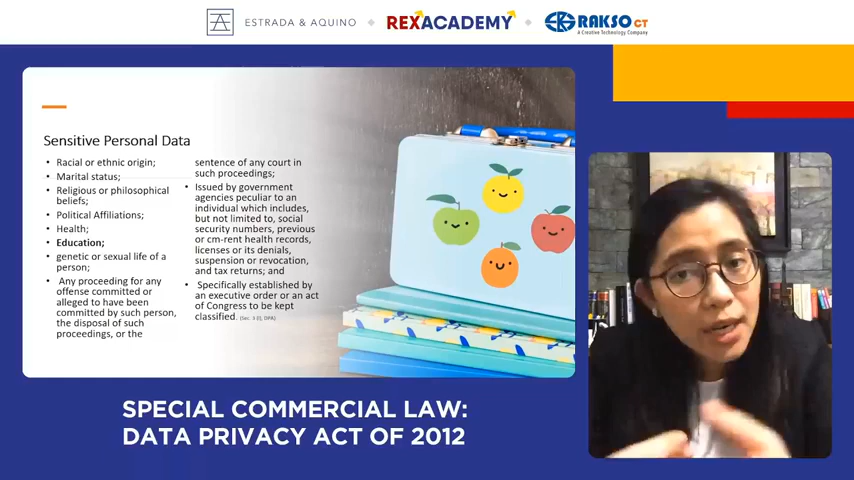 ESTRADA & AQUINO
REXACADEMY
RAKSO CT
A Creative Technology Company
Sensitive Personal Data
• Racial or ethnic origin;
• Marital status;
• Religious or philosophical
beliefs;
• Political Affiliations;
• Health;
• Education;
• genetic or sexual life of a
person;
• Any proceeding for any
offense committed or
alleged to have been
committed by such person,
the disposal of such
proceedings, or the
sentence of any court in
such proceedings;
• Issued by government
agencies peculiar to an
individual which includes,
but not limited to, social
security numbers, previous
or cm-rent health records,
licenses or its denials,
suspension or revocation,
and tax returns; and
• Specifically established by
an executive order or an act
of Congress to be kept
classified. (Sec. 3 (l), DPA)
SPECIAL COMMERCIAL LAW:
DATA PRIVACY ACT OF 2012